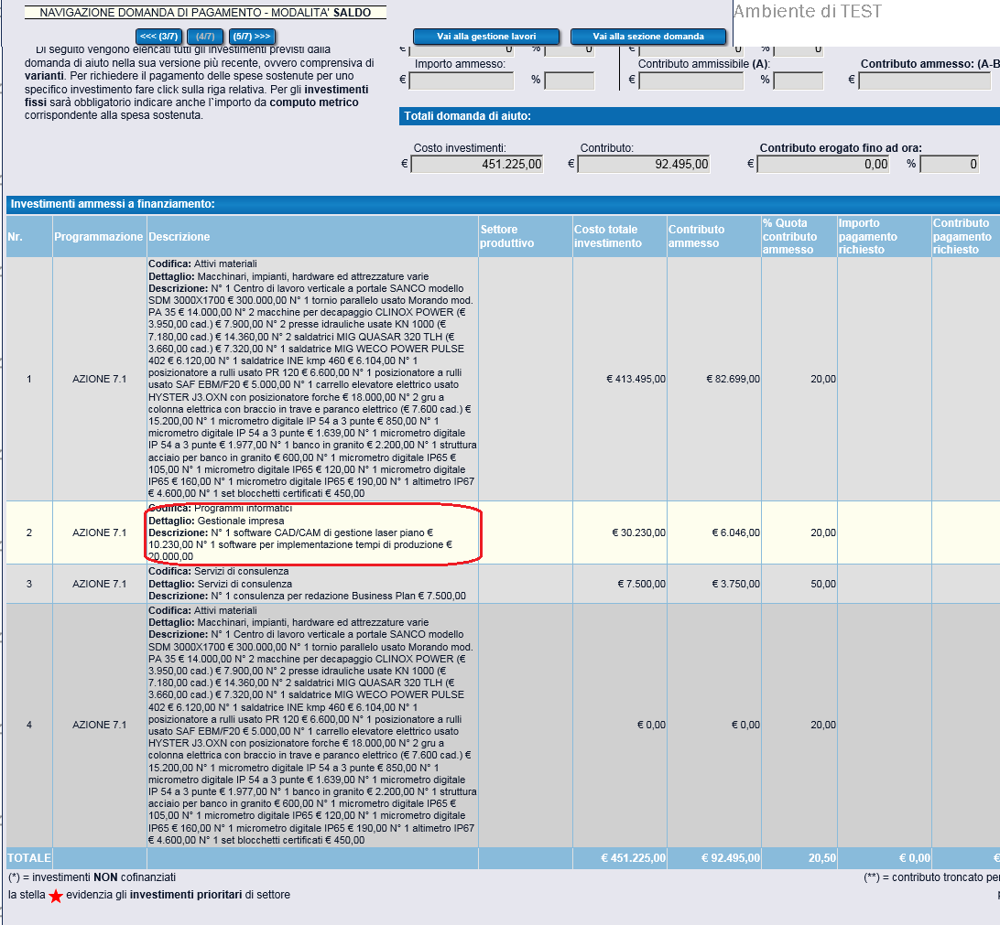 NAVIGAZIONE DOMANDA DI PAGAMENTO - MODALITA' SALDO
Ambiente di TEST
<<< (3/7) (4/7) (5/7) >>> Vai alla gestione lavori Vai alla sezione domanda
Di seguito vengono elencati tutti gli investimenti previsti dalla
domanda di aiuto nella sua versione più recente, ovvero comprensiva di
varianti. Per richiedere il pagamento delle spese sostenute per uno
specifico investimento fare click sulla riga relativa. Per gli investimenti
fissi sarà obbligatorio indicare anche l`importo da computo metrico
corrispondente alla spesa sostenuta.
€ 0 % 0 € 0 % 0
Importo ammesso: Contributo ammissibile (A): Contributo ammesso: (A-B
€ % € % €
Totali domanda di aiuto:
Costo investimenti: Contributo: Contributo erogato fino ad ora:
€ 451.225,00 € 92.495,00 € 0,00 % 0
Investimenti ammessi a finanziamento:
Nr. Programmazione Descrizione Settore produttivo Costo totale investimento Contributo ammesso % Quota contributo ammesso Importo pagamento richiesto Contributo pagamento richiesto
Codifica: Attivi materiali
Dettaglio: Macchinari, impianti, hardware ed attrezzature varie
Descrizione: N° 1 Centro di lavoro verticale a portale SANCO modello
SDM 3000X1700 € 300.000,00 N° 1 tornio parallelo usato Morando mod.
PA 35 € 14.000,00 N° 2 macchine per decapaggio CLINOX POWER (€
3.950,00 cad.) € 7.900,00 N° 2 presse idrauliche usate KN 1000 (€
7.180,00 cad.) € 14.360,00 N° 2 saldatrici MIG QUASAR 320 TLH (€
3.660,00 cad.) € 7.320,00 N° 1 saldatrice MIG WECO POWER PULSE
402 € 6.120,00 N° 1 saldatrice INE kmp 460 € 6.104,00 N° 1
posizionatore a rulli usato PR 120 € 6.600,00 N° 1 posizionatore a rulli
1 AZIONE 7.1 usato SAF EBM/F20 € 5.000,00 N° 1 carrello elevatore elettrico usato € 413.495,00 € 82.699,00 20,00
HYSTER J3.OXN con posizionatore forche € 18.000,00 N° 2 gru a
colonna elettrica con braccio in trave e paranco elettrico (€ 7.600 cad.) €
15.200,00 N° 1 micrometro digitale IP 54 a 3 punte € 850,00 N° 1
micrometro digitale IP 54 a 3 punte € 1.639,00 N° 1 micrometro digitale
IP 54 a 3 punte € 1.977,00 N° 1 banco in granito € 2.200,00 N° 1 struttura
acciaio per banco in granito € 600,00 N° 1 micrometro digitale IP65 €
105,00 N° 1 micrometro digitale IP65 € 120,00 N° 1 micrometro digitale
IP65 € 160,00 N° 1 micrometro digitale IP65 € 190,00 N° 1 altimetro IP67
€ 4.600,00 N° 1 set blocchetti certificati € 450,00
Codifica: Programmi informatici
Dettaglio: Gestionale impresa
2 AZIONE 7.1 Descrizione: N° 1 software CAD/CAM di gestione laser piano € € 30.230,00 € 6.046,00 20,00
10.230,00 N° 1 software per implementazione tempi di produzione €
20.000,00
Codifica: Servizi di consulenza
3 AZIONE 7.1 Dettaglio: Servizi di consulenza € 7.500,00 € 3.750,00 50,00
Descrizione: N° 1 consulenza per redazione Business Plan € 7.500,00
Codifica: Attivi materiali
Dettaglio: Macchinari, impianti, hardware ed attrezzature varie
Descrizione: N° 1 Centro di lavoro verticale a portale SANCO modello
SDM 3000X1700 € 300.000,00 N° 1 tornio parallelo usato Morando mod.
PA 35 € 14.000,00 N° 2 macchine per decapaggio CLINOX POWER (€
3.950,00 cad.) € 7.900,00 N° 2 presse idrauliche usate KN 1000 (€
7.180,00 cad.) € 14.360,00 N° 2 saldatrici MIG QUASAR 320 TLH (€
3.660,00 cad.) € 7.320,00 N° 1 saldatrice MIG WECO POWER PULSE
402 € 6.120,00 N° 1 saldatrice INE kmp 460 € 6.104,00 N° 1
posizionatore a rulli usato PR 120 € 6.600,00 N° 1 posizionatore a rulli
4 AZIONE 7.1 usato SAF EBM/F20 € 5.000,00 N° 1 carrello elevatore elettrico usato € 0,00 € 0,00 20,00
HYSTER J3.OXN con posizionatore forche € 18.000,00 N° 2 gru a
colonna elettrica con braccio in trave e paranco elettrico (€ 7.600 cad.) €
15.200,00 N° 1 micrometro digitale IP 54 a 3 punte € 850,00 N° 1
micrometro digitale IP 54 a 3 punte € 1.639,00 N° 1 micrometro digitale
IP 54 a 3 punte € 1.977,00 N° 1 banco in granito € 2.200,00 N° 1 struttura
acciaio per banco in granito € 600,00 N° 1 micrometro digitale IP65 €
105,00 N° 1 micrometro digitale IP65 € 120,00 N° 1 micrometro digitale
IP65 € 160,00 N° 1 micrometro digitale IP65 € 190,00 N° 1 altimetro IP67
€ 4.600,00 N° 1 set blocchetti certificati € 450,00
TOTALE € 451.225,00 € 92.495,00 20,50 € 0,00 €
(*) = investimenti NON cofinanziati (**) = contributo troncato per
la stella evidenzia gli investimenti prioritari di settore